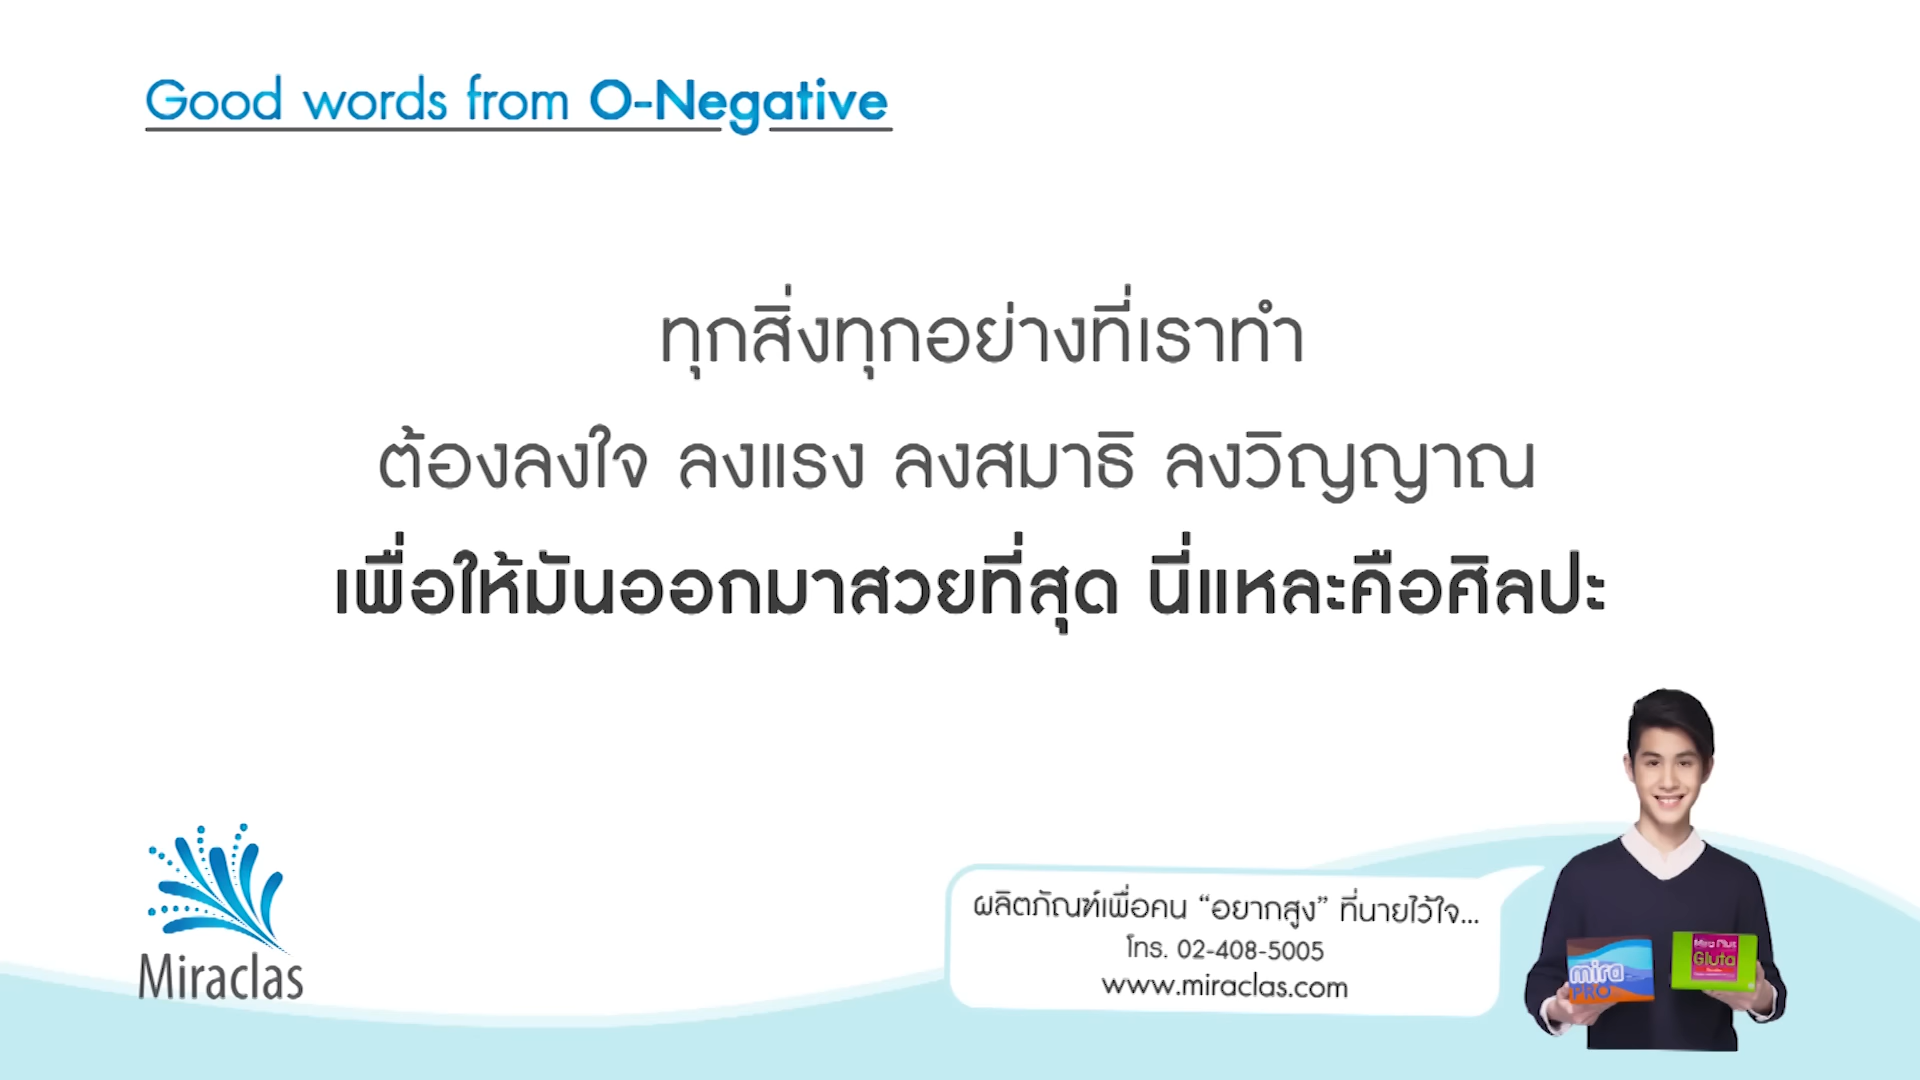 Good words from O-Negative
ทุกสิ่งทุกอย่างที่เราทำ
ต้องลงใจ ลงแรง ลงสมาธิ ลงวิญญาณ
เพื่อให้มันออกมาสวยที่สุด นี่แหละคือศิลปะ
Miraclas
ผลิตภัณฑ์เพื่อคน “อยากสูง” ที่นายไว้ใจ...
โทร. 02-408-5005
www.miraclas.com
mira
PRO
Mira Plus
Gluta